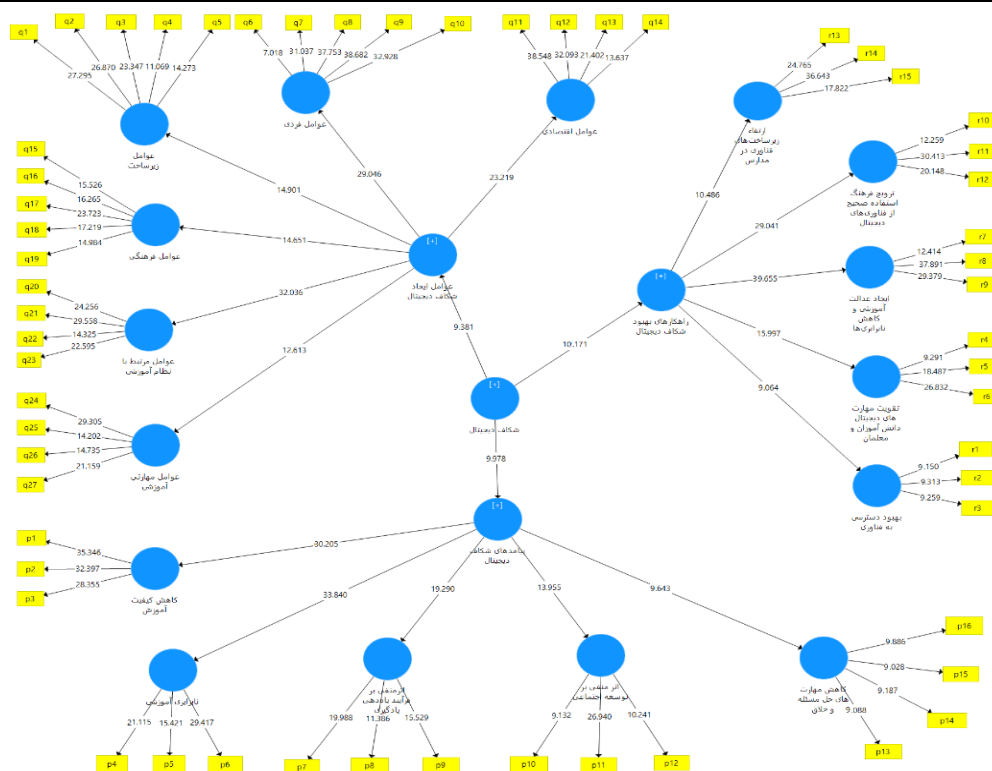 q1
q2
q3
q4
q5
27.295
26.870
23.347
11.069
14.273
عوامل
زیرساخت
q6
q7
q8
q9
q10
7.018
31.037
37.753
38.682
32.928
عوامل فردی
q11
q12
q13
q14
38.548
32.093
21.402
13.637
عوامل اقتصادی
r13
r14
r15
24.765
36.643
17.822
ارتقاء
زیرساخت‌های
فناوری در
مدارس
r10
r11
r12
12.259
30.413
20.148
ترویج فرهنگ
استفاده صحیح
از فناوری‌های
دیجیتال
q15
q16
q17
q18
q19
15.526
16.265
23.723
17.219
14.984
عوامل فرهنگی
14.901
29.046
23.219
14.651
32.036
12.613
[+]
عوامل ایجاد
شکاف دیجیتال
10.486
29.041
39.655
15.997
9.064
[+]
راهکارهای بهبود
شکاف دیجیتال
r7
r8
r9
12.414
37.891
29.379
ایجاد عدالت
آموزشی و
کاهش
نابرابری‌ها
q20
q21
q22
q23
24.256
29.558
14.325
22.595
عوامل مرتبط با
نظام آموزشی
r4
r5
r6
9.291
18.487
26.832
تقویت مهارت
های دیجیتال
دانش آموزان و
معلمان
9.381
10.171
[+]
شکاف دیجیتال
9.978
q24
q25
q26
q27
29.305
14.202
14.735
21.159
عوامل مهارتی
آموزشی
r1
r2
r3
9.150
9.313
9.259
بهبود دسترسی
به فناوری
[+]
پیامدهای شکاف
دیجیتال
30.205
33.840
19.290
13.955
9.643
p1
p2
p3
35.346
32.397
28.355
کاهش کیفیت
آموزش
نابرابری آموزشی
21.115
15.421
29.417
p4
p5
p6
اثرمنفی بر
فرآیند یاددهی
یادگیری
19.988
11.386
15.529
p7
p8
p9
اثر منفی بر
توسعه اجتماعی
9.132
26.940
10.241
p10
p11
p12
کاهش مهارت
های حل مسئله
و خلاق
9.886
9.028
9.187
9.088
p16
p15
p14
p13